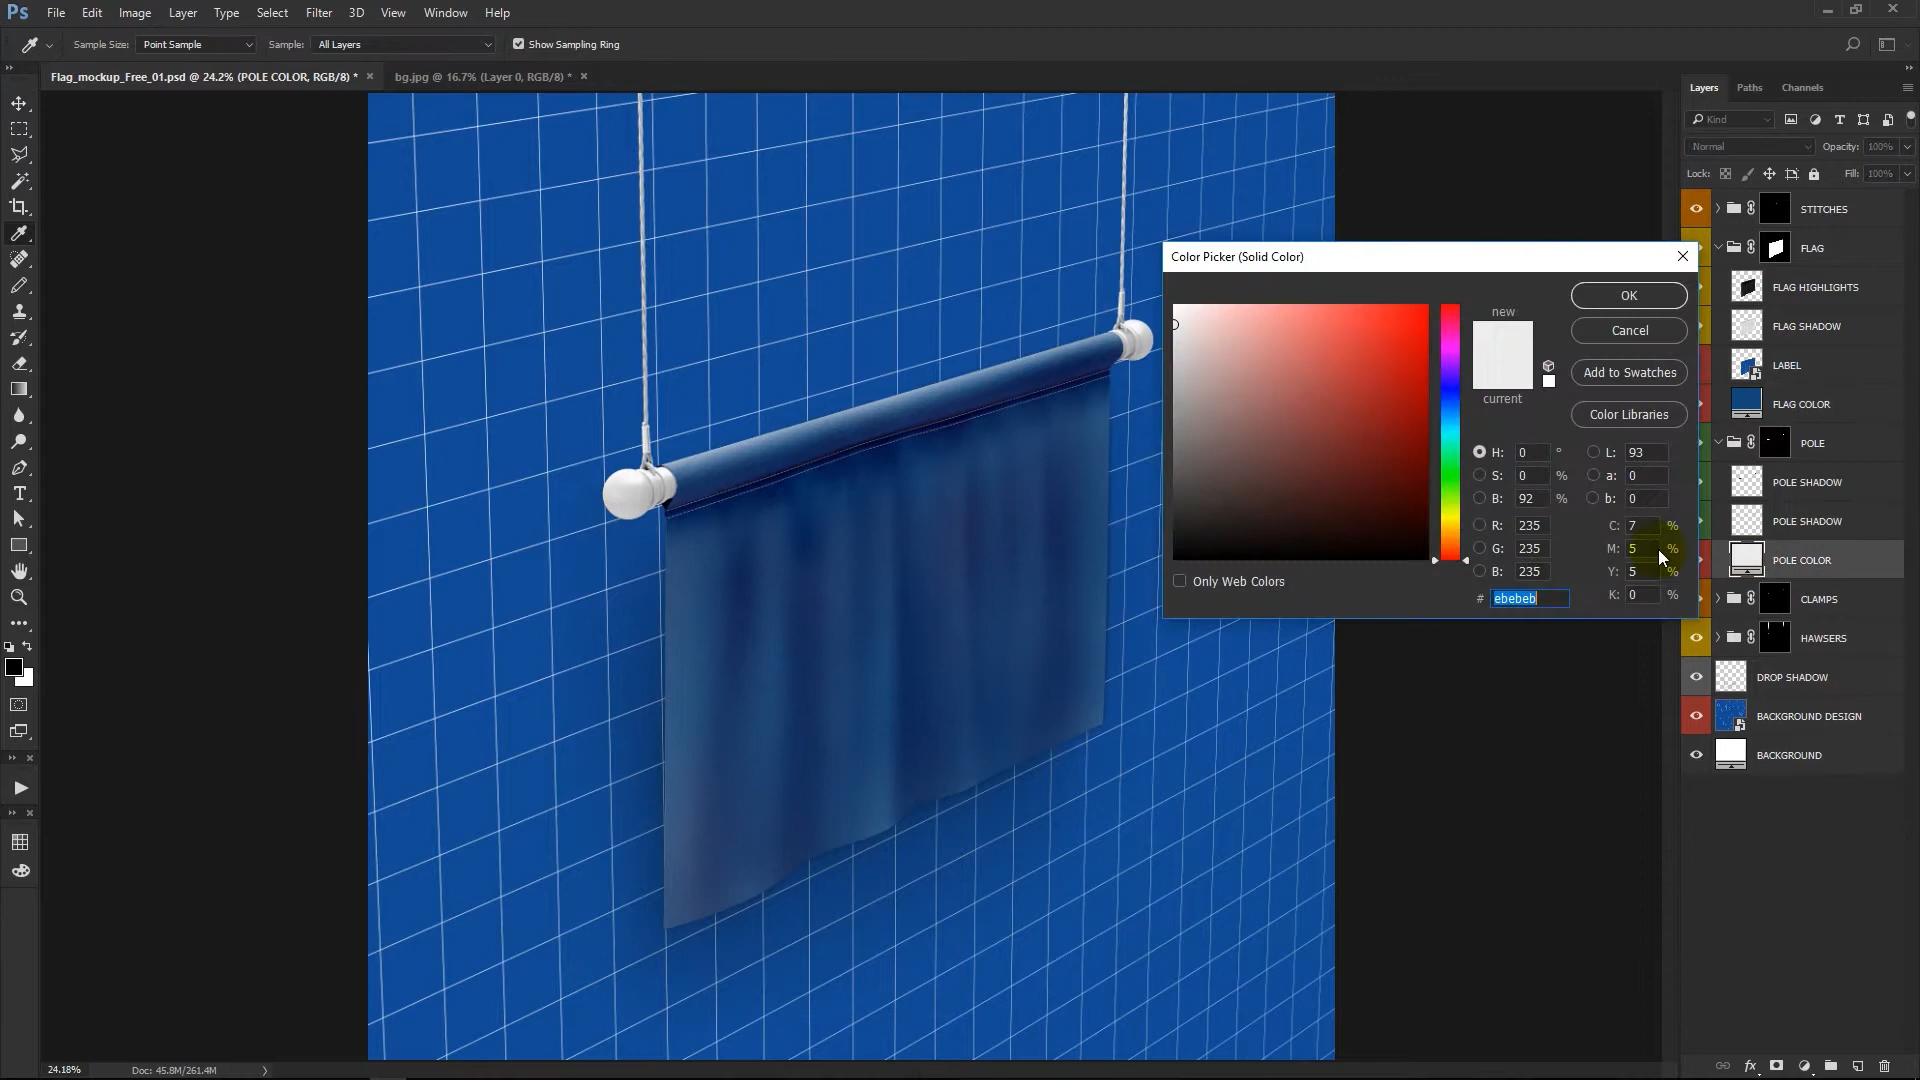 Ps File Edit Image Layer Type Select Filter 3D View Window Help
Sample Size: Point Sample Sample: All Layers Show Sampling Ring
Flag_mockup_Free_01.psd @ 24.2% (POLE COLOR, RGB/8) * × bg.jpg @ 16.7% (Layer 0, RGB/8) * ×
Layers Paths Channels
Kind
Normal Opacity: 100%
Lock: Fill: 100%
STITCHES
FLAG
FLAG HIGHLIGHTS
FLAG SHADOW
LABEL
FLAG COLOR
POLE
POLE SHADOW
POLE SHADOW
POLE COLOR
CLAMPS
HAWSERS
DROP SHADOW
BACKGROUND DESIGN
BACKGROUND
Color Picker (Solid Color)
new
current
OK
Cancel
Add to Swatches
Color Libraries
H: 0 ° L: 93
S: 0 % a: 0
B: 92 % b: 0
R: 235 C: 7 %
G: 235 M: 5 %
B: 235 Y: 5 %
# ebebeb K: 0 %
Only Web Colors
24.18% Doc: 45.8M/261.4M